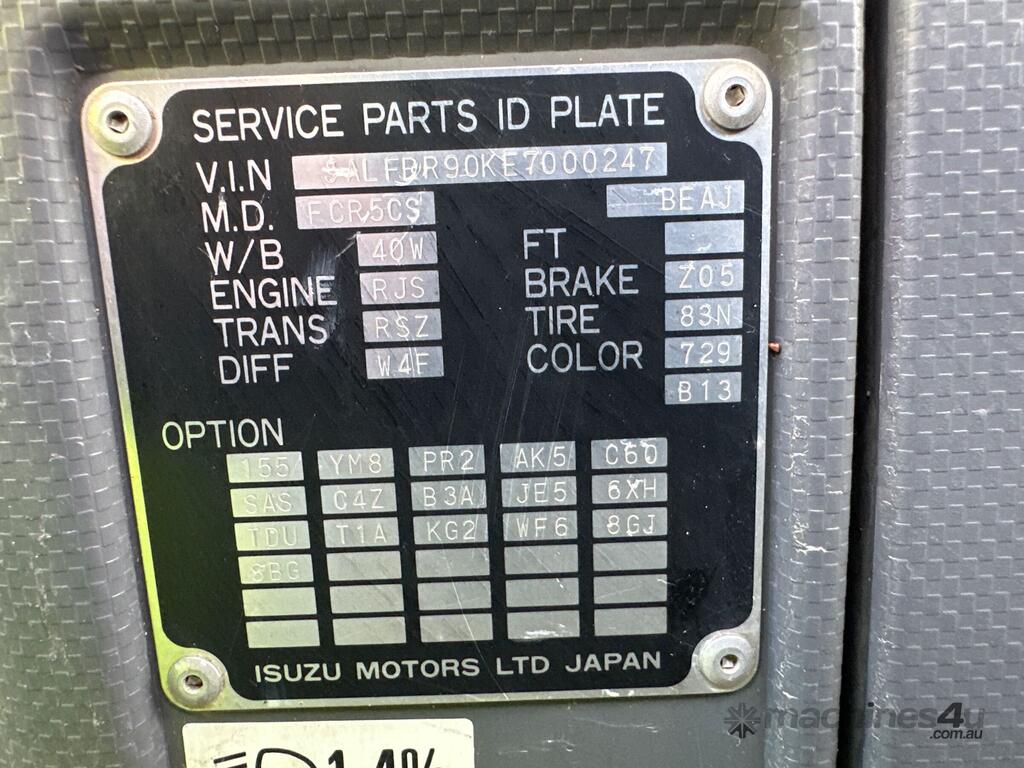 SERVICE PARTS ID PLATE
V.I.N JALFRR90KE7000247
M.D. FCR5CS BEAJ
W/B 40W FT
ENGINE RJS BRAKE Z05
TRANS RSZ TIRE 83N
DIFF W4F COLOR 729
B13
OPTION
155 YM8 PR2 AK5 C60
SAS C4Z B3A JE5 6XH
TDU T1A KG2 WF6 8GJ
8BG
ISUZU MOTORS LTD JAPAN
machines4u
.com.au